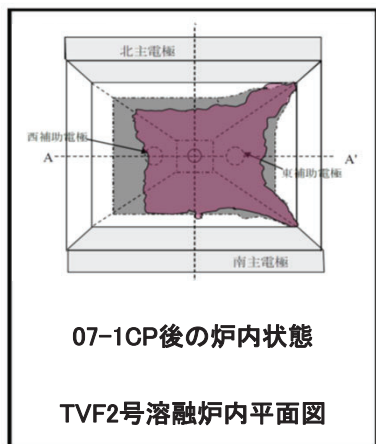 北主電極
西補助電極
A
A'
東補助電極
南主電極
07-1CP後の炉内状態
TVF2号溶融炉内平面図